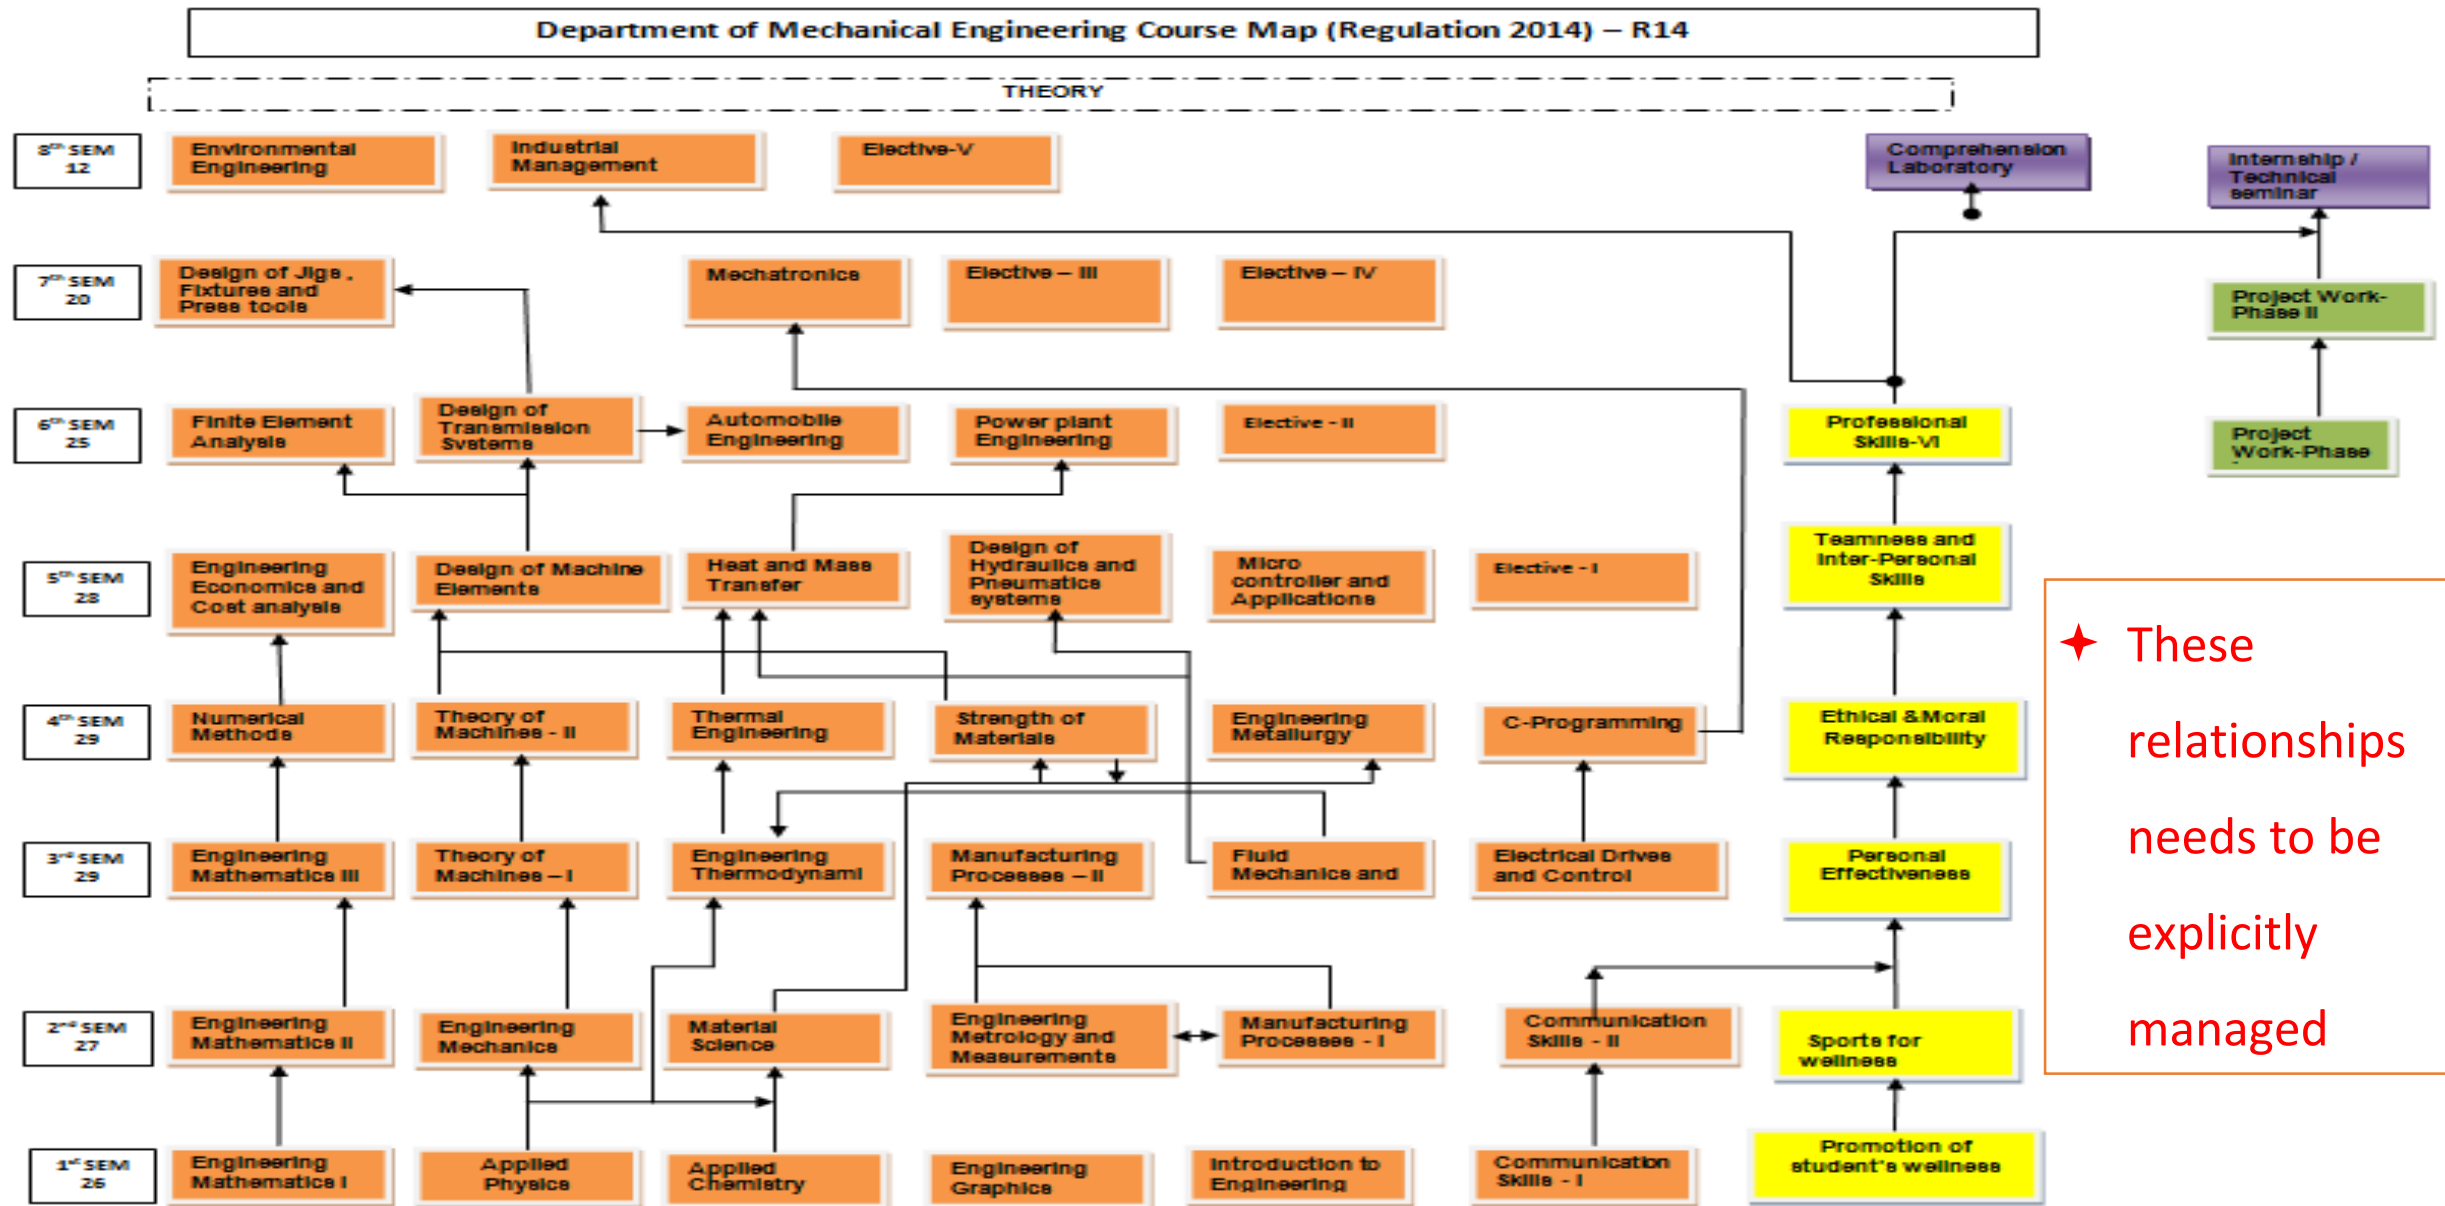 Department of Mechanical Engineering Course Map (Regulation 2014) – R14
THEORY
8th SEM
12
Environmental
Engineering
Industrial
Management
Elective-V
Comprehension
Laboratory
Internship /
Technical
seminar
7th SEM
20
Design of Jigs .
Fixtures and
Press tools
Mechatronics
Elective – III
Elective – IV
Project Work-
Phase II
6th SEM
25
Finite Element
Analysis
Design of
Transmission
Systems
Automobile
Engineering
Power plant
Engineering
Elective - II
Professional
Skills-VI
Project
Work-Phase
5th SEM
28
Engineering
Economics and
Cost analysis
Design of Machine
Elements
Heat and Mass
Transfer
Design of
Hydraulics and
Pneumatics
systems
Micro
controller and
Applications
Elective - I
Teamness and
Inter-Personal
Skills
4th SEM
29
Numerical
Methods
Theory of
Machines - II
Thermal
Engineering
Strength of
Materials
Engineering
Metallurgy
C-Programming
Ethical &Moral
Responsibility
3rd SEM
29
Engineering
Mathematics III
Theory of
Machines – I
Engineering
Thermodynami
Manufacturing
Processes – II
Fluid
Mechanics and
Electrical Drives
and Control
Personal
Effectiveness
2nd SEM
27
Engineering
Mathematics II
Engineering
Mechanics
Material
Science
Engineering
Metrology and
Measurements
Manufacturing
Processes - I
Communication
Skills - II
Sports for
wellness
1st SEM
26
Engineering
Mathematics I
Applied
Physics
Applied
Chemistry
Engineering
Graphics
Introduction to
Engineering
Communication
Skills - I
Promotion of
student's wellness
These
relationships
needs to be
explicitly
managed